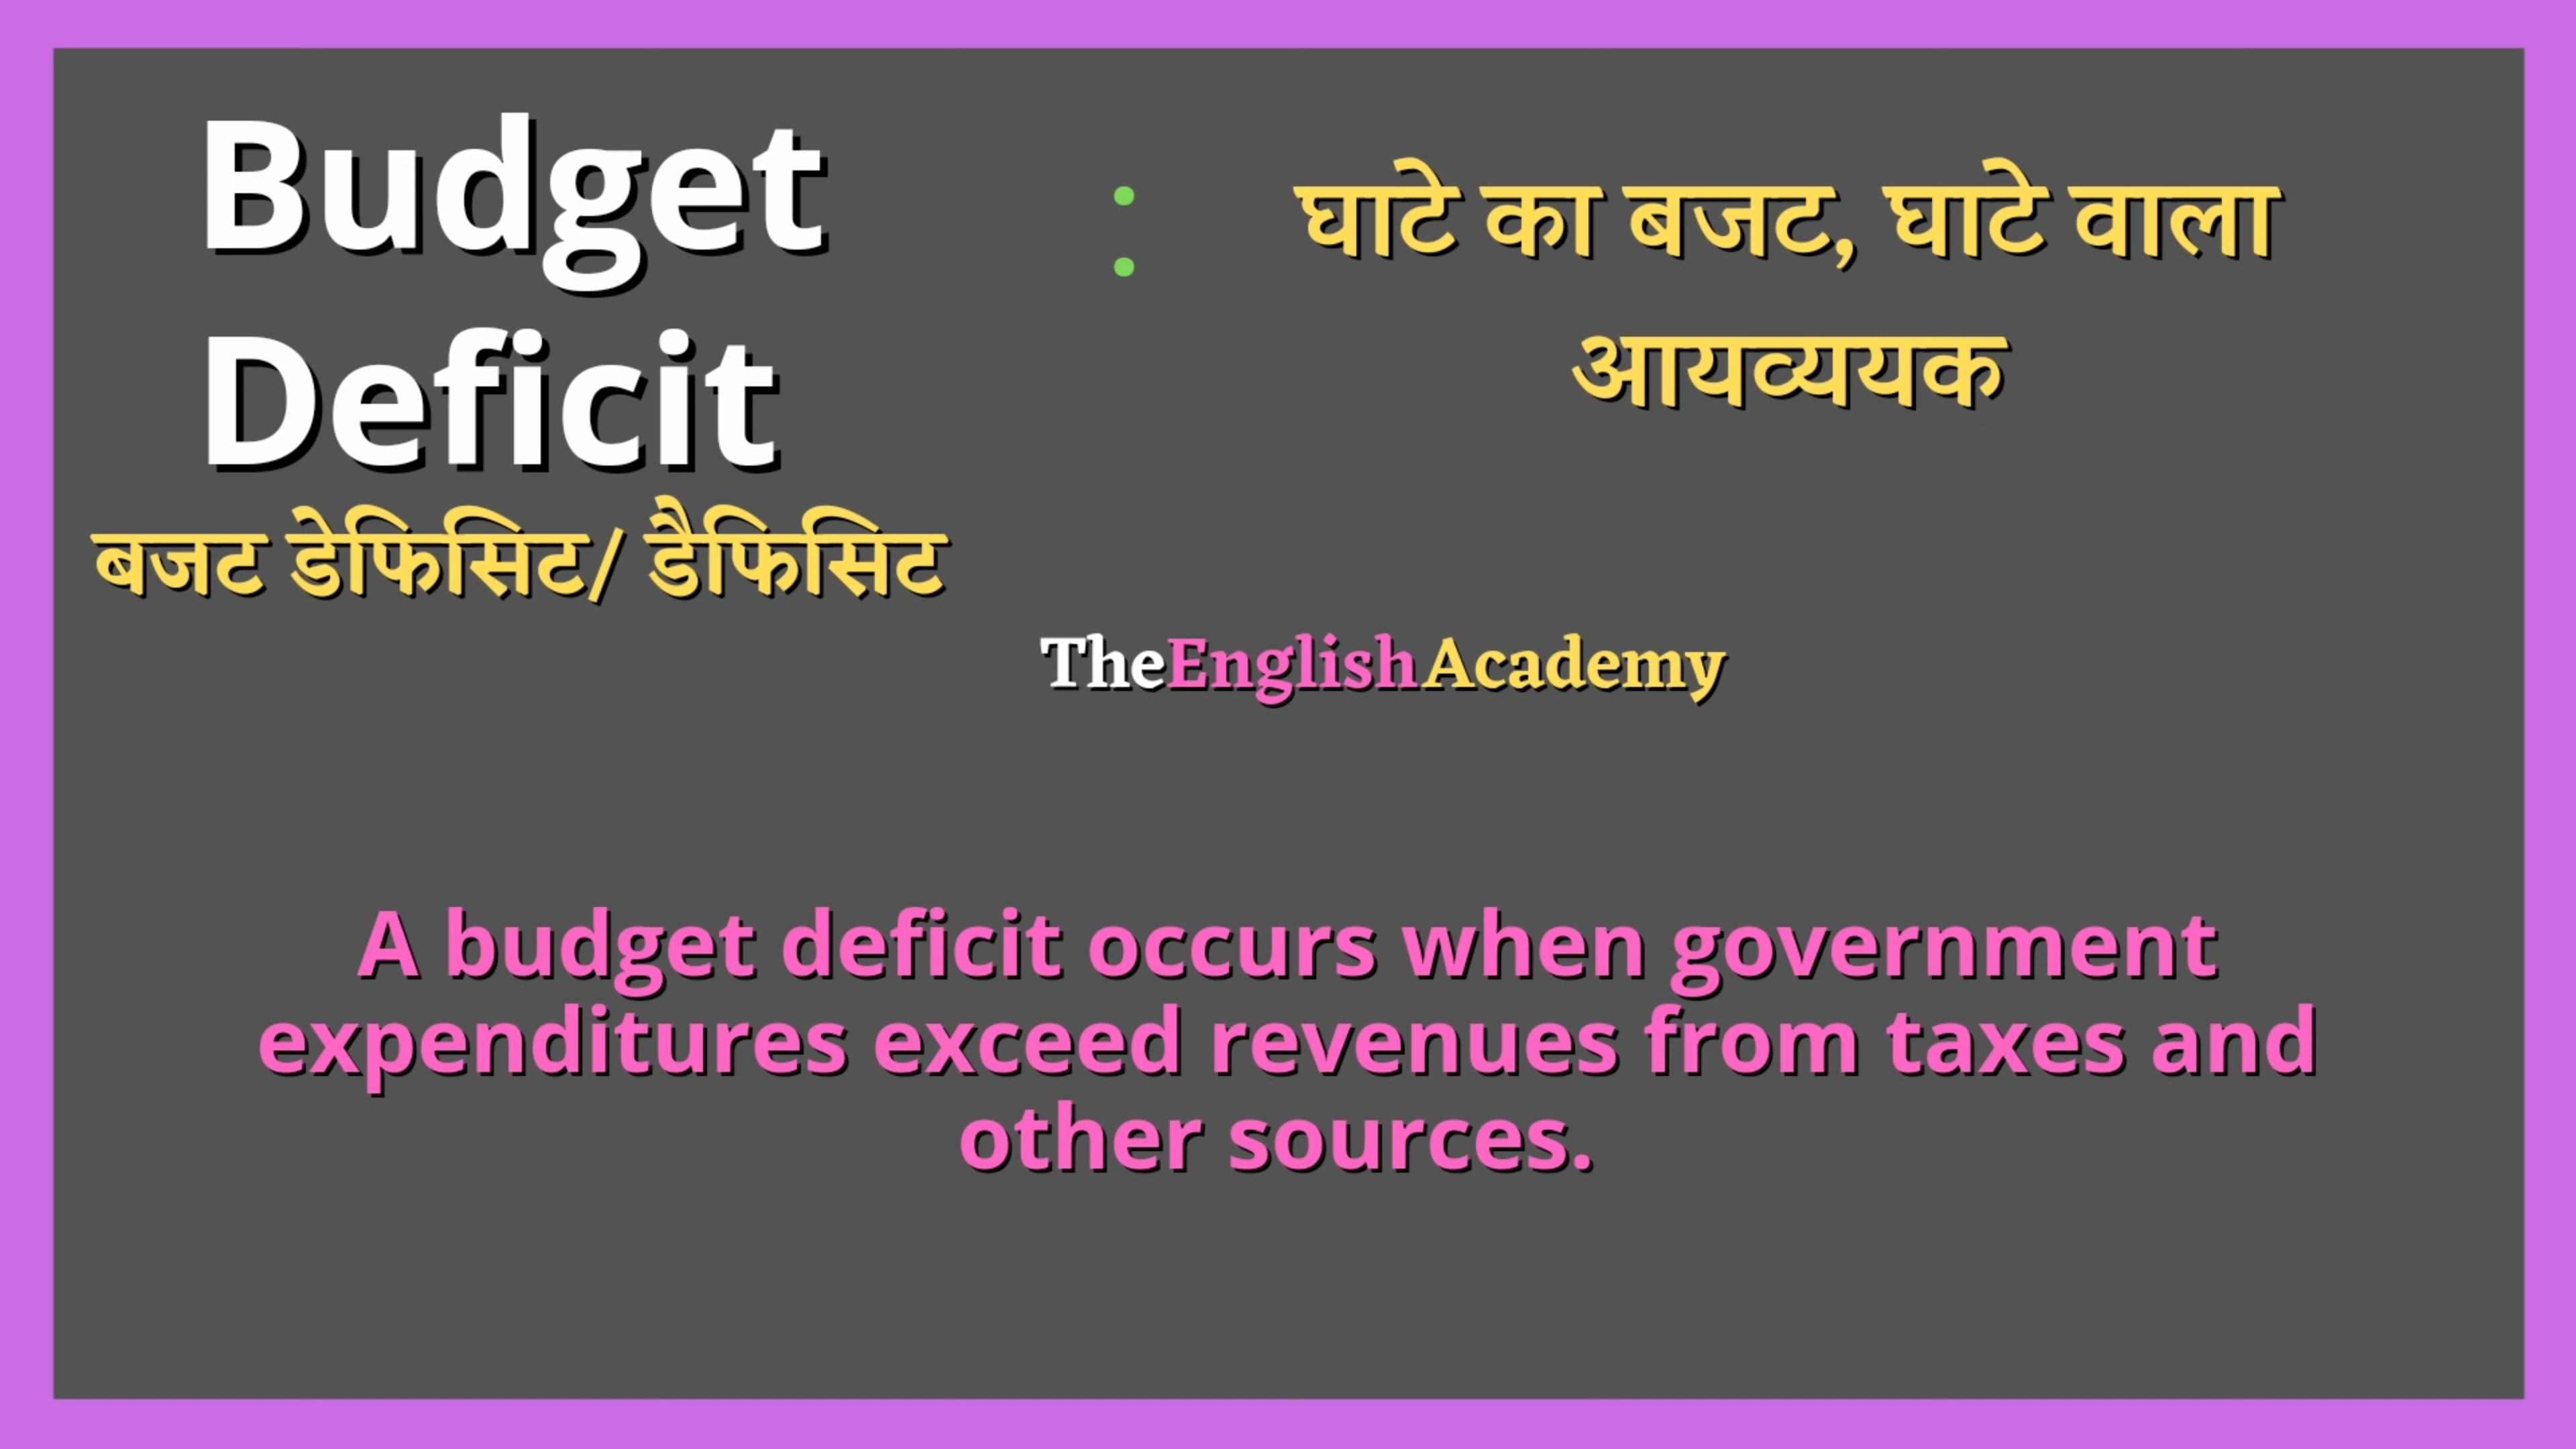 Budget
Deficit
बजट डेफिसिट/ डैफिसिट
:
घाटे का बजट, घाटे वाला
आयव्ययक
TheEnglishAcademy
A budget deficit occurs when government
expenditures exceed revenues from taxes and
other sources.